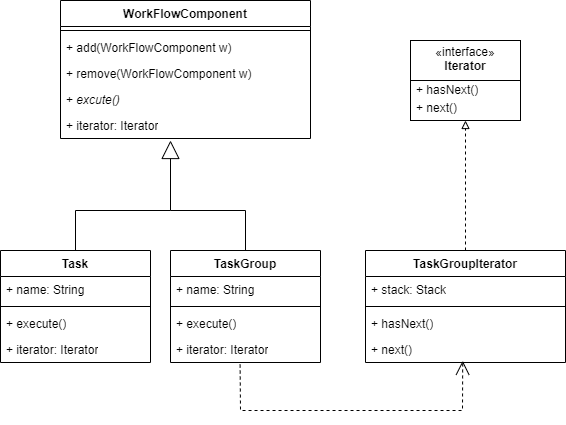 WorkFlowComponent
+ add(WorkFlowComponent w)
+ remove(WorkFlowComponent w)
+ excute()
+ iterator: Iterator
«interface»
Iterator
+ hasNext()
+ next()
Task
+ name: String
+ execute()
+ iterator: Iterator
TaskGroup
+ name: String
+ execute()
+ iterator: Iterator
TaskGroupIterator
+ stack: Stack
+ hasNext()
+ next()